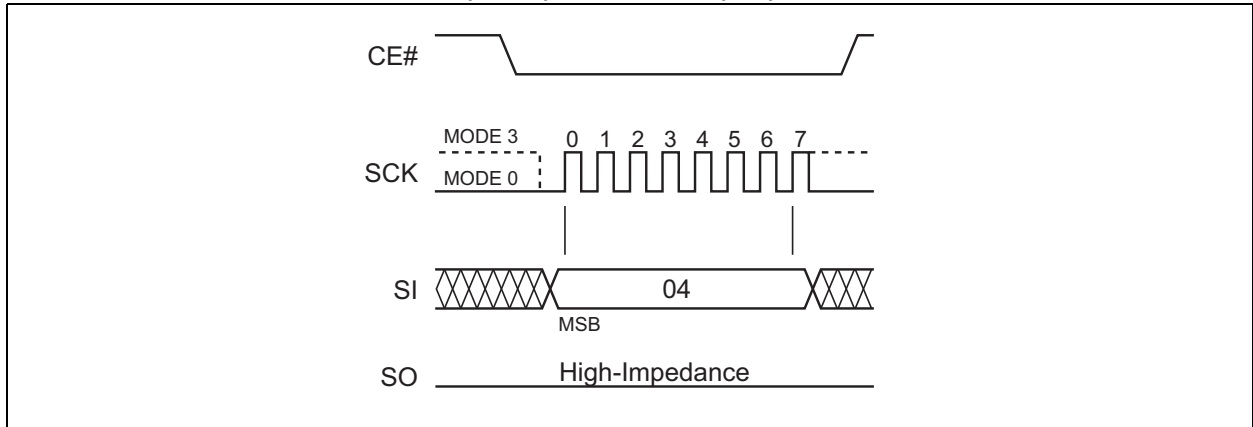 CE#
MODE 3
0 1 2 3 4 5 6 7
SCK
MODE 0
SI
04
MSB
SO
High-Impedance